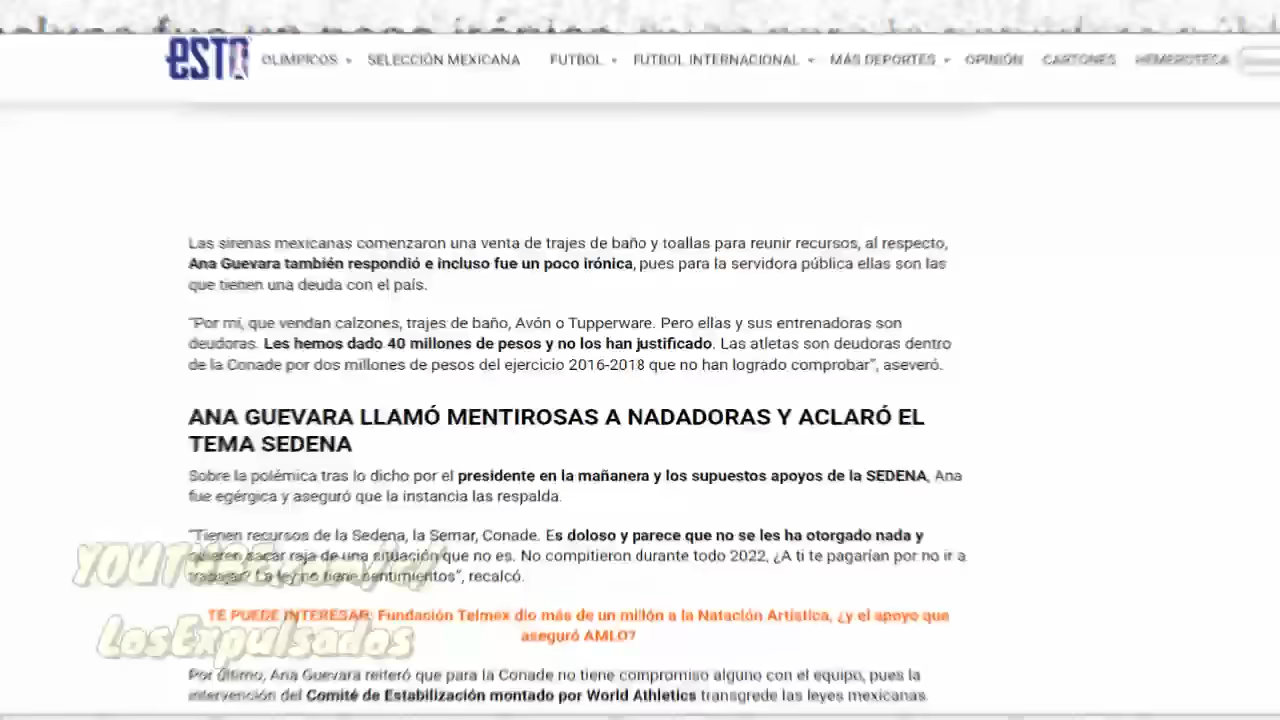 esto OLÍMPICOS SELECCIÓN MEXICANA FUTBOL FUTBOL INTERNACIONAL MÁS DEPORTES OPINIÓN CARTONES HEMEROTECA
Las sirenas mexicanas comenzaron una venta de trajes de baño y toallas para reunir recursos, al respecto,
Ana Guevara también respondió e incluso fue un poco irónica, pues para la servidora pública ellas son las
que tienen una deuda con el país.
“Por mí, que vendan calzones, trajes de baño, Avón o Tupperware. Pero ellas y sus entrenadoras son
deudoras. Les hemos dado 40 millones de pesos y no los han justificado. Las atletas son deudoras dentro
de la Conade por dos millones de pesos del ejercicio 2016-2018 que no han logrado comprobar”, aseveró.
ANA GUEVARA LLAMÓ MENTIROSAS A NADADORAS Y ACLARÓ EL
TEMA SEDENA
Sobre la polémica tras lo dicho por el presidente en la mañanera y los supuestos apoyos de la SEDENA, Ana
fue egérgica y aseguró que la instancia las respalda.
“Tienen recursos de la Sedena, la Semar, Conade. Es doloso y parece que no se les ha otorgado nada y
quieren sacar raja de una situación que no es. No compitieron durante todo 2022, ¿A ti te pagarían por no ir a
trabajar? La ley no tiene sentimientos”, recalcó.
TE PUEDE INTERESAR: Fundación Telmex dio más de un millón a la Natación Artística, ¿y el apoyo que
aseguró AMLO?
Por último, Ana Guevara reiteró que para la Conade no tiene compromiso alguno con el equipo, pues la
intervención del Comité de Estabilización montado por World Athletics transgrede las leyes mexicanas
YOUTUBE.com/c/
LosExpulsados